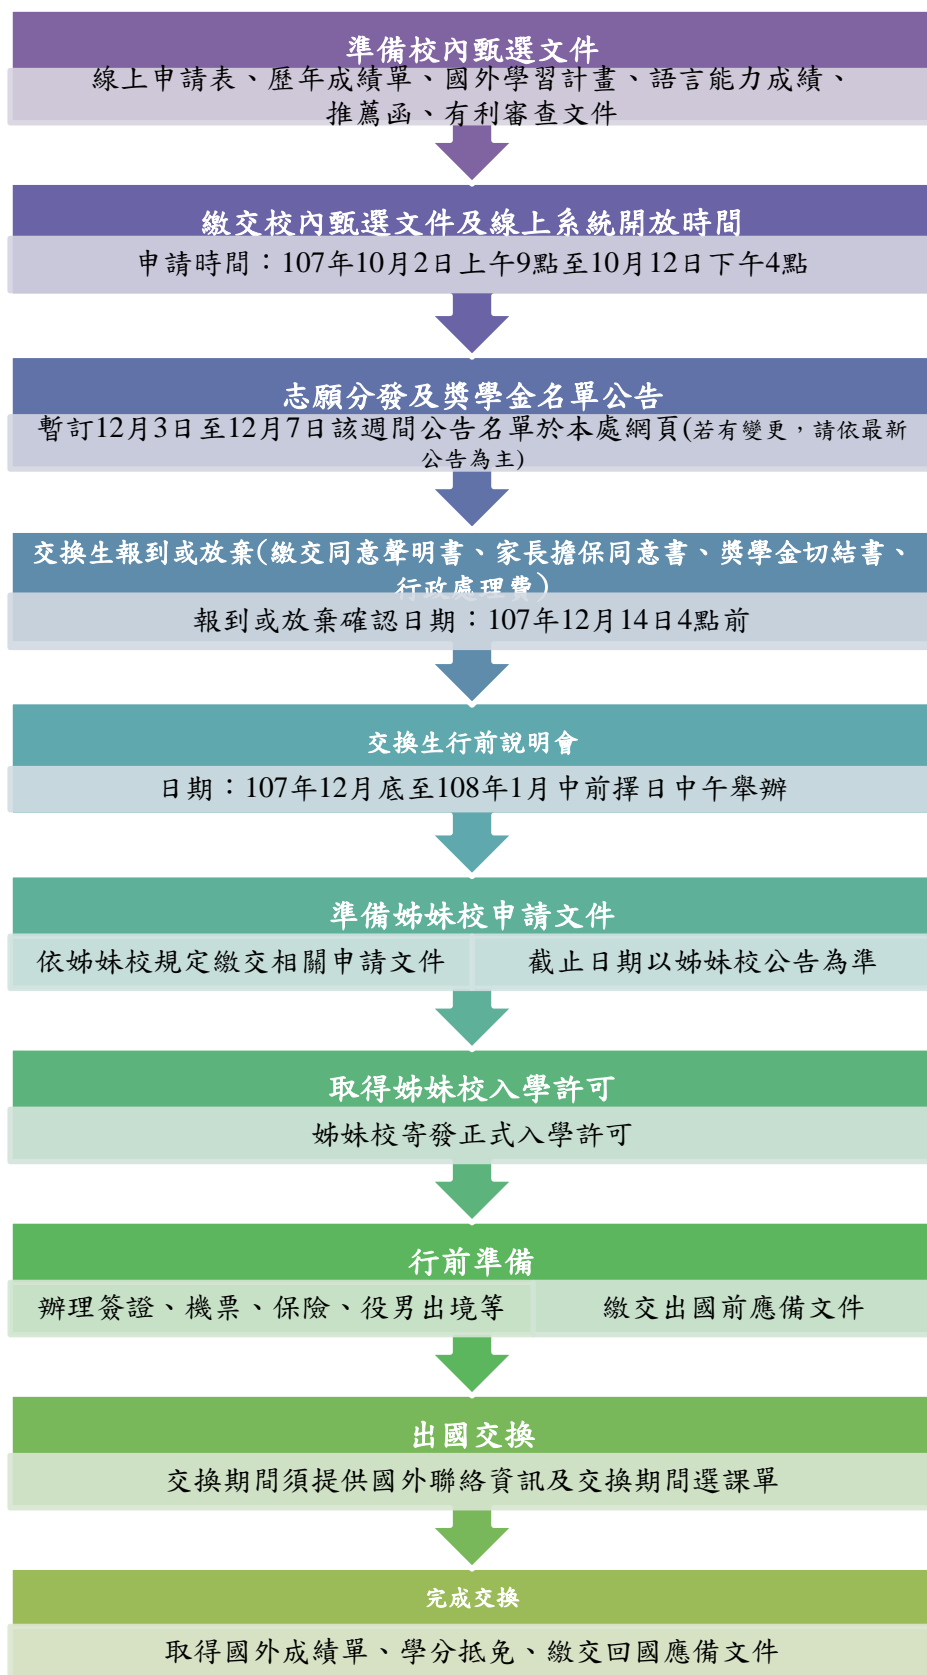 準備校內甄選文件
線上申請表、歷年成績單、國外學習計畫、語言能力成績、
推薦函、有利審查文件
繳交校內甄選文件及線上系統開放時間
申請時間：107年10月2日上午9點至10月12日下午4點
志願分發及獎學金名單公告
暫訂12月3日至12月7日該週間公告名單於本處網頁(若有變更，請依最新
公告為主)
交換生報到或放棄(繳交同意聲明書、家長擔保同意書、獎學金切結書、
行政處理費)
報到或放棄確認日期：107年12月14日4點前
交換生行前說明會
日期：107年12月底至108年1月中前擇日中午舉辦
準備姊妹校申請文件
依姊妹校規定繳交相關申請文件
截止日期以姊妹校公告為準
取得姊妹校入學許可
姊妹校寄發正式入學許可
行前準備
辦理簽證、機票、保險、役男出境等
繳交出國前應備文件
出國交換
交換期間須提供國外聯絡資訊及交換期間選課單
完成交換
取得國外成績單、學分抵免、繳交回國應備文件